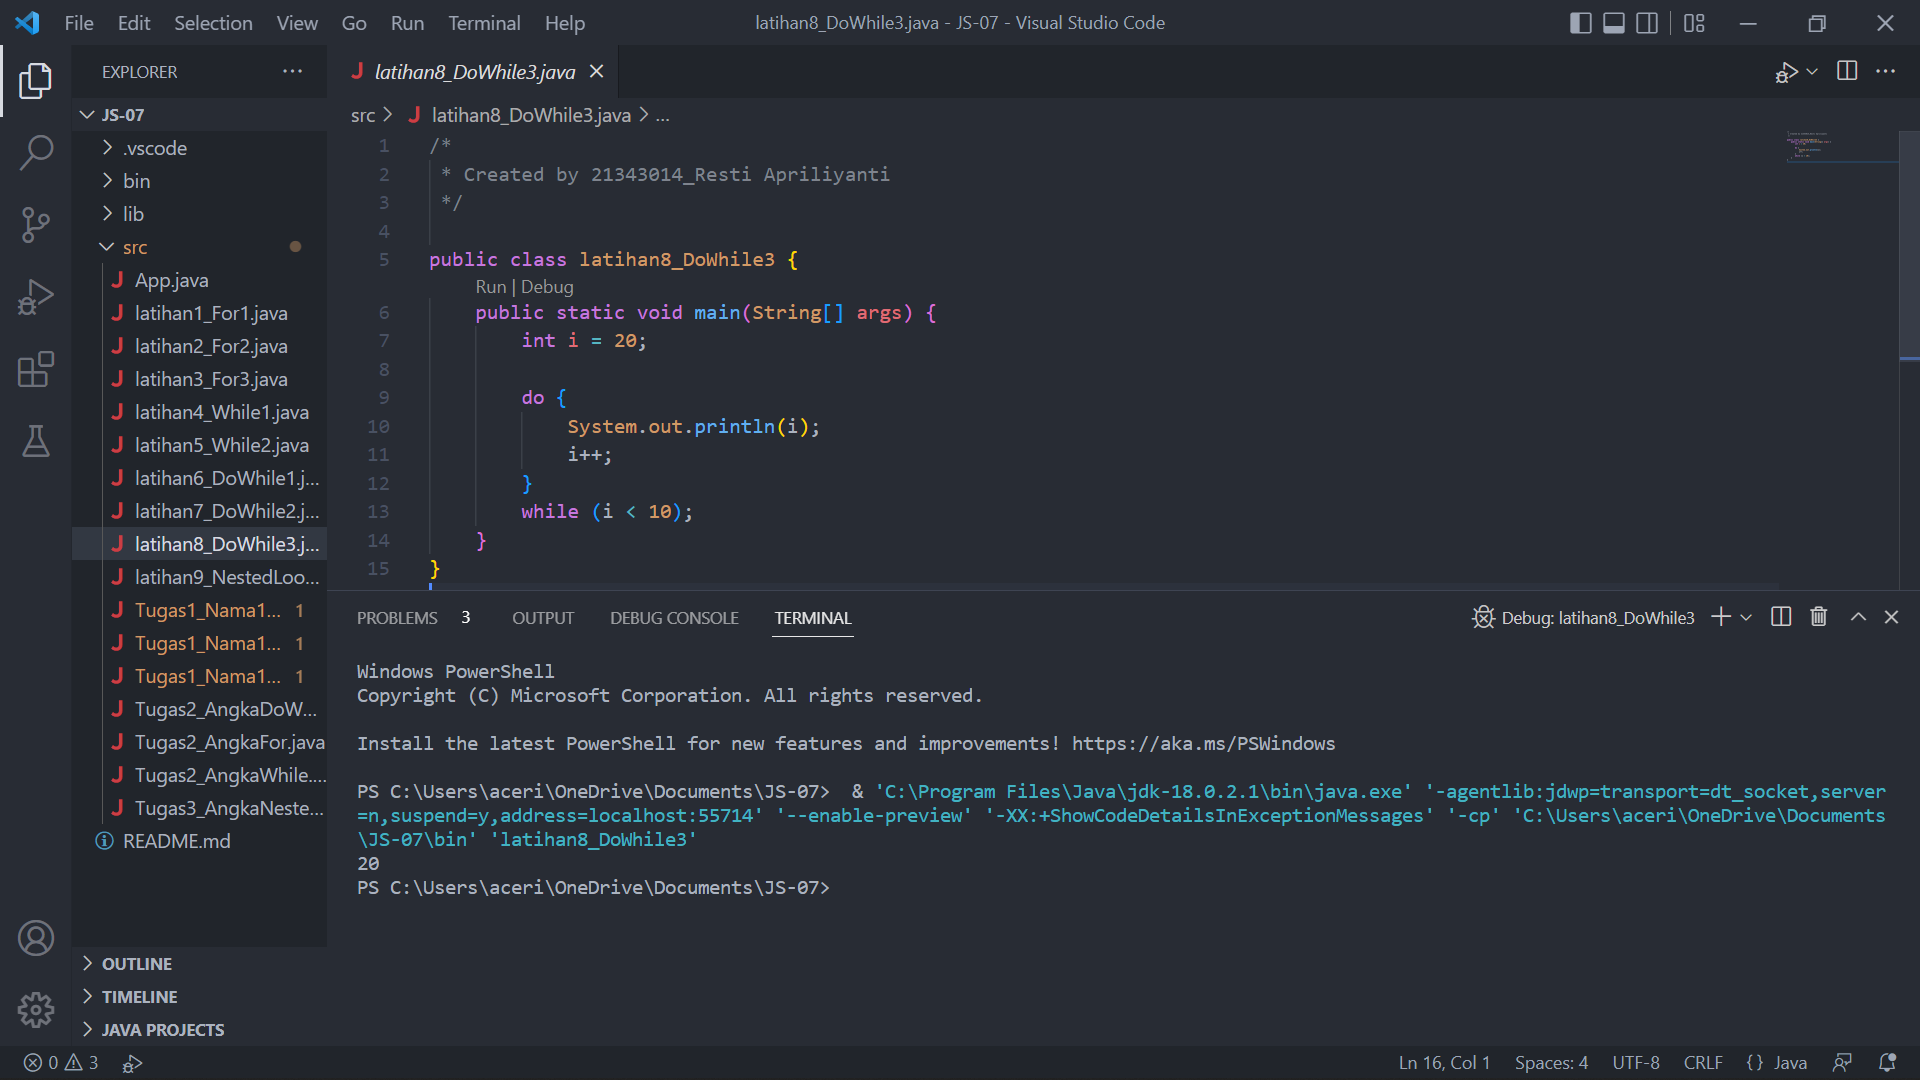 File Edit Selection View Go Run Terminal Help
latihan8_DoWhile3.java - JS-07 - Visual Studio Code
EXPLORER
JS-07
.vscode
bin
lib
src
App.java
latihan1_For1.java
latihan2_For2.java
latihan3_For3.java
latihan4_While1.java
latihan5_While2.java
latihan6_DoWhile1.j...
latihan7_DoWhile2.j...
latihan8_DoWhile3.j...
latihan9_NestedLoo...
Tugas1_Nama1... 1
Tugas1_Nama1... 1
Tugas1_Nama1... 1
Tugas2_AngkaDoW...
Tugas2_AngkaFor.java
Tugas2_AngkaWhile....
Tugas3_AngkaNeste...
README.md
OUTLINE
TIMELINE
JAVA PROJECTS
latihan8_DoWhile3.java
src > latihan8_DoWhile3.java > ...
1 /*
2  * Created by 21343014_Resti Apriliyanti
3  */
4
5 public class latihan8_DoWhile3 {
Run | Debug
6     public static void main(String[] args) {
7         int i = 20;
8
9         do {
10             System.out.println(i);
11             i++;
12         }
13         while (i < 10);
14     }
15 }
PROBLEMS 3 OUTPUT DEBUG CONSOLE TERMINAL
Debug: latihan8_DoWhile3
Windows PowerShell
Copyright (C) Microsoft Corporation. All rights reserved.
Install the latest PowerShell for new features and improvements! https://aka.ms/PSWindows
PS C:\Users\aceri\OneDrive\Documents\JS-07>  & 'C:\Program Files\Java\jdk-18.0.2.1\bin\java.exe' '-agentlib:jdwp=transport=dt_socket,server
=n,suspend=y,address=localhost:55714' '--enable-preview' '-XX:+ShowCodeDetailsInExceptionMessages' '-cp' 'C:\Users\aceri\OneDrive\Documents
\JS-07\bin' 'latihan8_DoWhile3'
20
PS C:\Users\aceri\OneDrive\Documents\JS-07>
0 3
Ln 16, Col 1 Spaces: 4 UTF-8 CRLF {} Java